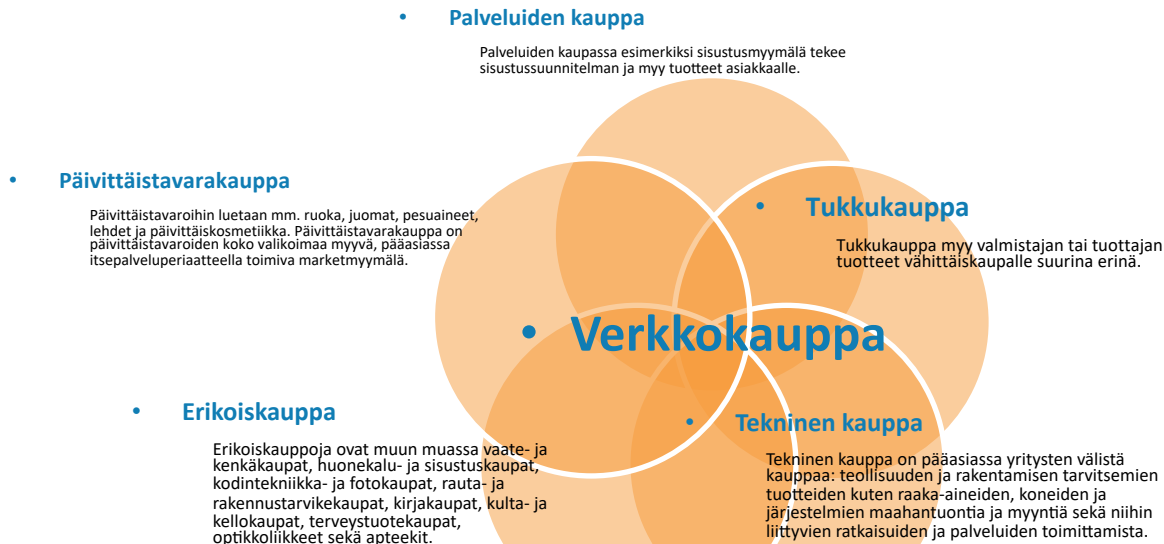 • Palveluiden kauppa
Palveluiden kaupassa esimerkiksi sisustusmyymälä tekee
sisustussuunnitelman ja myy tuotteet asiakkaalle.
• Päivittäistavarakauppa
Päivittäistavaroihin luetaan mm. ruoka, juomat, pesuaineet,
lehdet ja päivittäiskosmetiikka. Päivittäistavarakauppa on
päivittäistavaroiden koko valikoimaa myyvä, pääasiassa
itsepalveluperiaatteella toimiva marketmyymälä.
• Tukkukauppa
Tukkukauppa myy valmistajan tai tuottajan
tuotteet vähittäiskaupalle suurina erinä.
• Verkkokauppa
• Erikoiskauppa
Erikoiskauppoja ovat muun muassa vaate- ja
kenkäkaupat, huonekalu- ja sisustuskaupat,
kodintekniikka- ja fotokaupat, rauta- ja
rakennustarvikekaupat, kirjakaupat, kulta- ja
kellokaupat, terveystuotekaupat,
optikkoliikkeet sekä apteekit.
• Tekninen kauppa
Tekninen kauppa on pääasiassa yritysten välistä
kauppaa: teollisuuden ja rakentamisen tarvitsemien
tuotteiden kuten raaka-aineiden, koneiden ja
järjestelmien maahantuontia ja myyntiä sekä niihin
liittyvien ratkaisuiden ja palveluiden toimittamista.